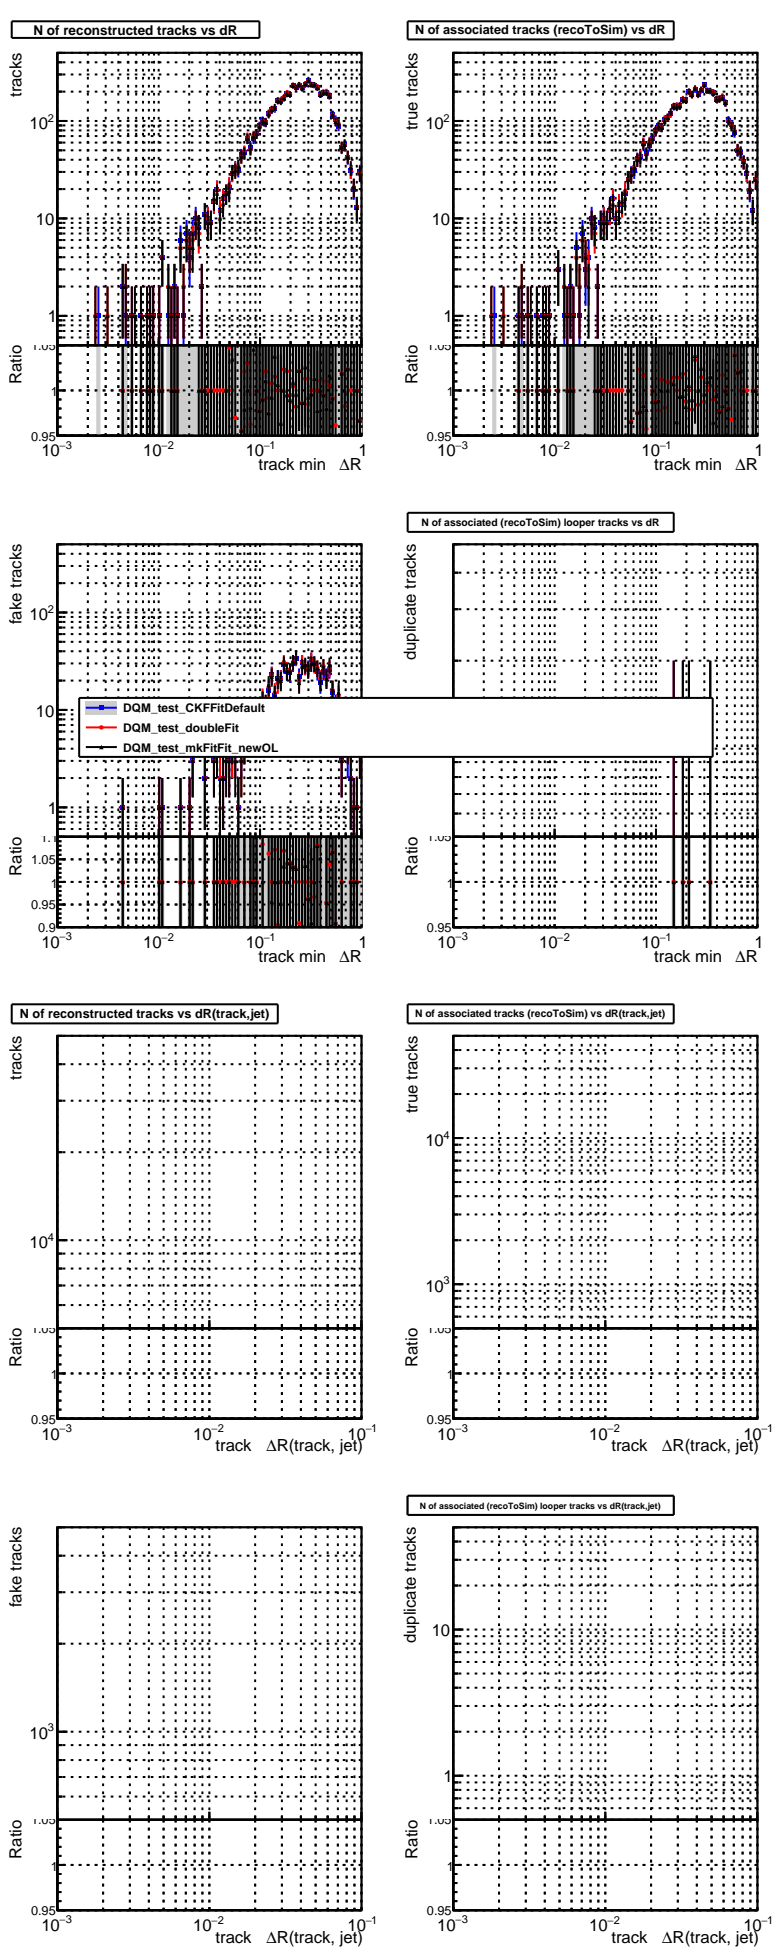 N of reconstructed tracks vs dR
tracks
10²
10
1
Ratio
1.05
1
0.95
10⁻³
10⁻²
10⁻¹
1
track min ΔR
N of associated tracks (recoToSim) vs dR
true tracks
10²
10
1
Ratio
1.05
1
0.95
10⁻³
10⁻²
10⁻¹
1
track min ΔR
fake tracks
10²
10
1
Ratio
1.1
1.05
1
0.95
0.9
10⁻³
10⁻²
10⁻¹
1
track min ΔR
N of associated (recoToSim) looper tracks vs dR
duplicate tracks
Ratio
1.05
1
0.95
10⁻³
10⁻²
10⁻¹
1
track min ΔR
DQM_test_CKFFitDefault
DQM_test_doubleFit
DQM_test_mkFitFit_newOL
N of reconstructed tracks vs dR(track,jet)
tracks
10⁴
Ratio
1.05
1
0.95
10⁻³
10⁻²
10⁻¹
track ΔR(track, jet)
N of associated tracks (recoToSim) vs dR(track,jet)
true tracks
10⁴
10³
Ratio
1.05
1
0.95
10⁻³
10⁻²
10⁻¹
track ΔR(track, jet)
fake tracks
10³
Ratio
1.05
1
0.95
10⁻³
10⁻²
10⁻¹
track ΔR(track, jet)
N of associated (recoToSim) looper tracks vs dR(track,jet)
duplicate tracks
10
1
Ratio
1.05
1
0.95
10⁻³
10⁻²
10⁻¹
track ΔR(track, jet)